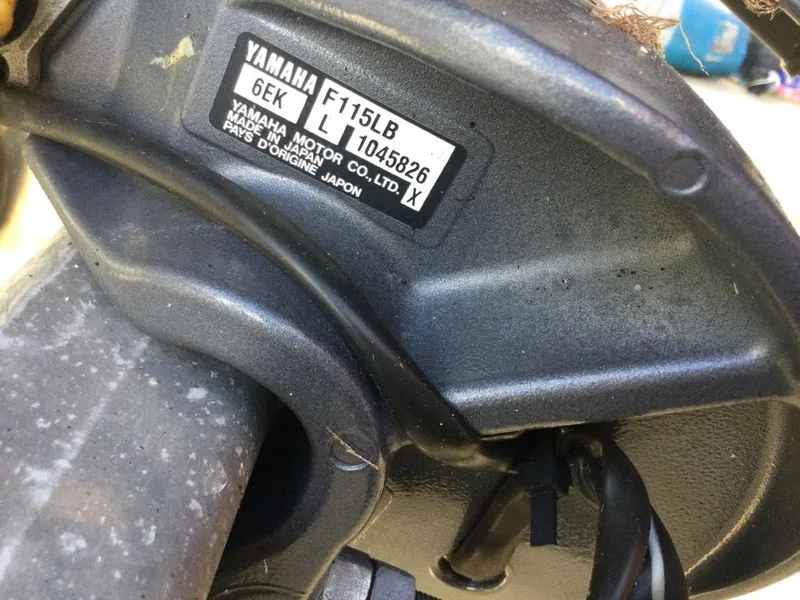 YAMAHA F115LB
6EK L 1045826
YAMAHA MOTOR CO., LTD. X
MADE IN JAPAN
PAYS D'ORIGINE JAPON